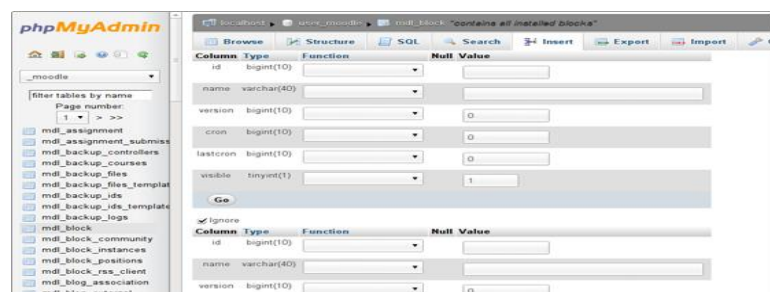 phpMyAdmin
_moodle
filter tables by name
Page number:
1 > >>
mdl_assignment
mdl_assignment_submiss
mdl_backup_controllers
mdl_backup_courses
mdl_backup_files
mdl_backup_files_templat
mdl_backup_ids
mdl_backup_ids_template
mdl_backup_logs
mdl_block
mdl_block_community
mdl_block_instances
mdl_block_positions
mdl_block_rss_client
mdl_blog_association
localhost user_moodle mdl_block "contains all installed blocks"
Browse Structure SQL Search Insert Export Import
Column Type Function Null Value
id bigint(10)
name varchar(40)
version bigint(10) 0
cron bigint(10) 0
lastcron bigint(10) 0
visible tinyint(1) 1
Go
Ignore
Column Type Function Null Value
id bigint(10)
name varchar(40)
version bigint(10) 0